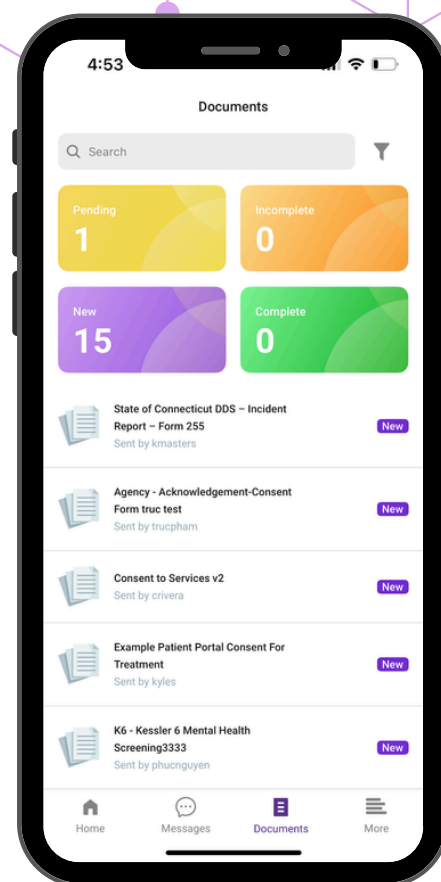 4:53
Documents
Search
Pending
1
Incomplete
0
New
15
Complete
0
State of Connecticut DDS – Incident
Report – Form 255
Sent by kmasters
New
Agency - Acknowledgement-Consent
Form truc test
Sent by trucpham
New
Consent to Services v2
Sent by crivera
New
Example Patient Portal Consent For
Treatment
Sent by kyles
New
K6 - Kessler 6 Mental Health
Screening3333
Sent by phucnguyen
New
Home
Messages
Documents
More